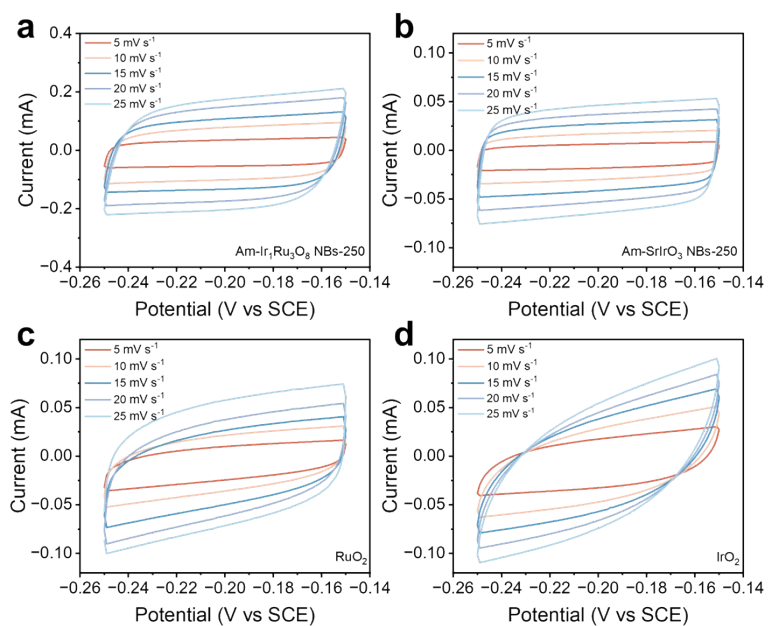 a
5 mV s⁻¹
10 mV s⁻¹
15 mV s⁻¹
20 mV s⁻¹
25 mV s⁻¹
0.4
0.2
0.0
−0.2
−0.4
Current (mA)
Am-Ir₁Ru₃O₈ NBs-250
−0.26 −0.24 −0.22 −0.20 −0.18 −0.16 −0.14
Potential (V vs SCE)
b
5 mV s⁻¹
10 mV s⁻¹
15 mV s⁻¹
20 mV s⁻¹
25 mV s⁻¹
0.10
0.05
0.00
−0.05
−0.10
Current (mA)
Am-SrIrO₃ NBs-250
−0.26 −0.24 −0.22 −0.20 −0.18 −0.16 −0.14
Potential (V vs SCE)
c
5 mV s⁻¹
10 mV s⁻¹
15 mV s⁻¹
20 mV s⁻¹
25 mV s⁻¹
0.10
0.05
0.00
−0.05
−0.10
Current (mA)
RuO₂
−0.26 −0.24 −0.22 −0.20 −0.18 −0.16 −0.14
Potential (V vs SCE)
d
5 mV s⁻¹
10 mV s⁻¹
15 mV s⁻¹
20 mV s⁻¹
25 mV s⁻¹
0.10
0.05
0.00
−0.05
−0.10
Current (mA)
IrO₂
−0.26 −0.24 −0.22 −0.20 −0.18 −0.16 −0.14
Potential (V vs SCE)